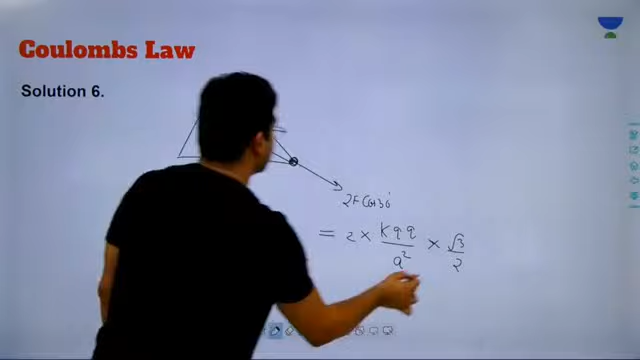 Coulombs Law
Solution 6.
2F Cos 30°
= 2 × Kqq / a² × √3 / 2